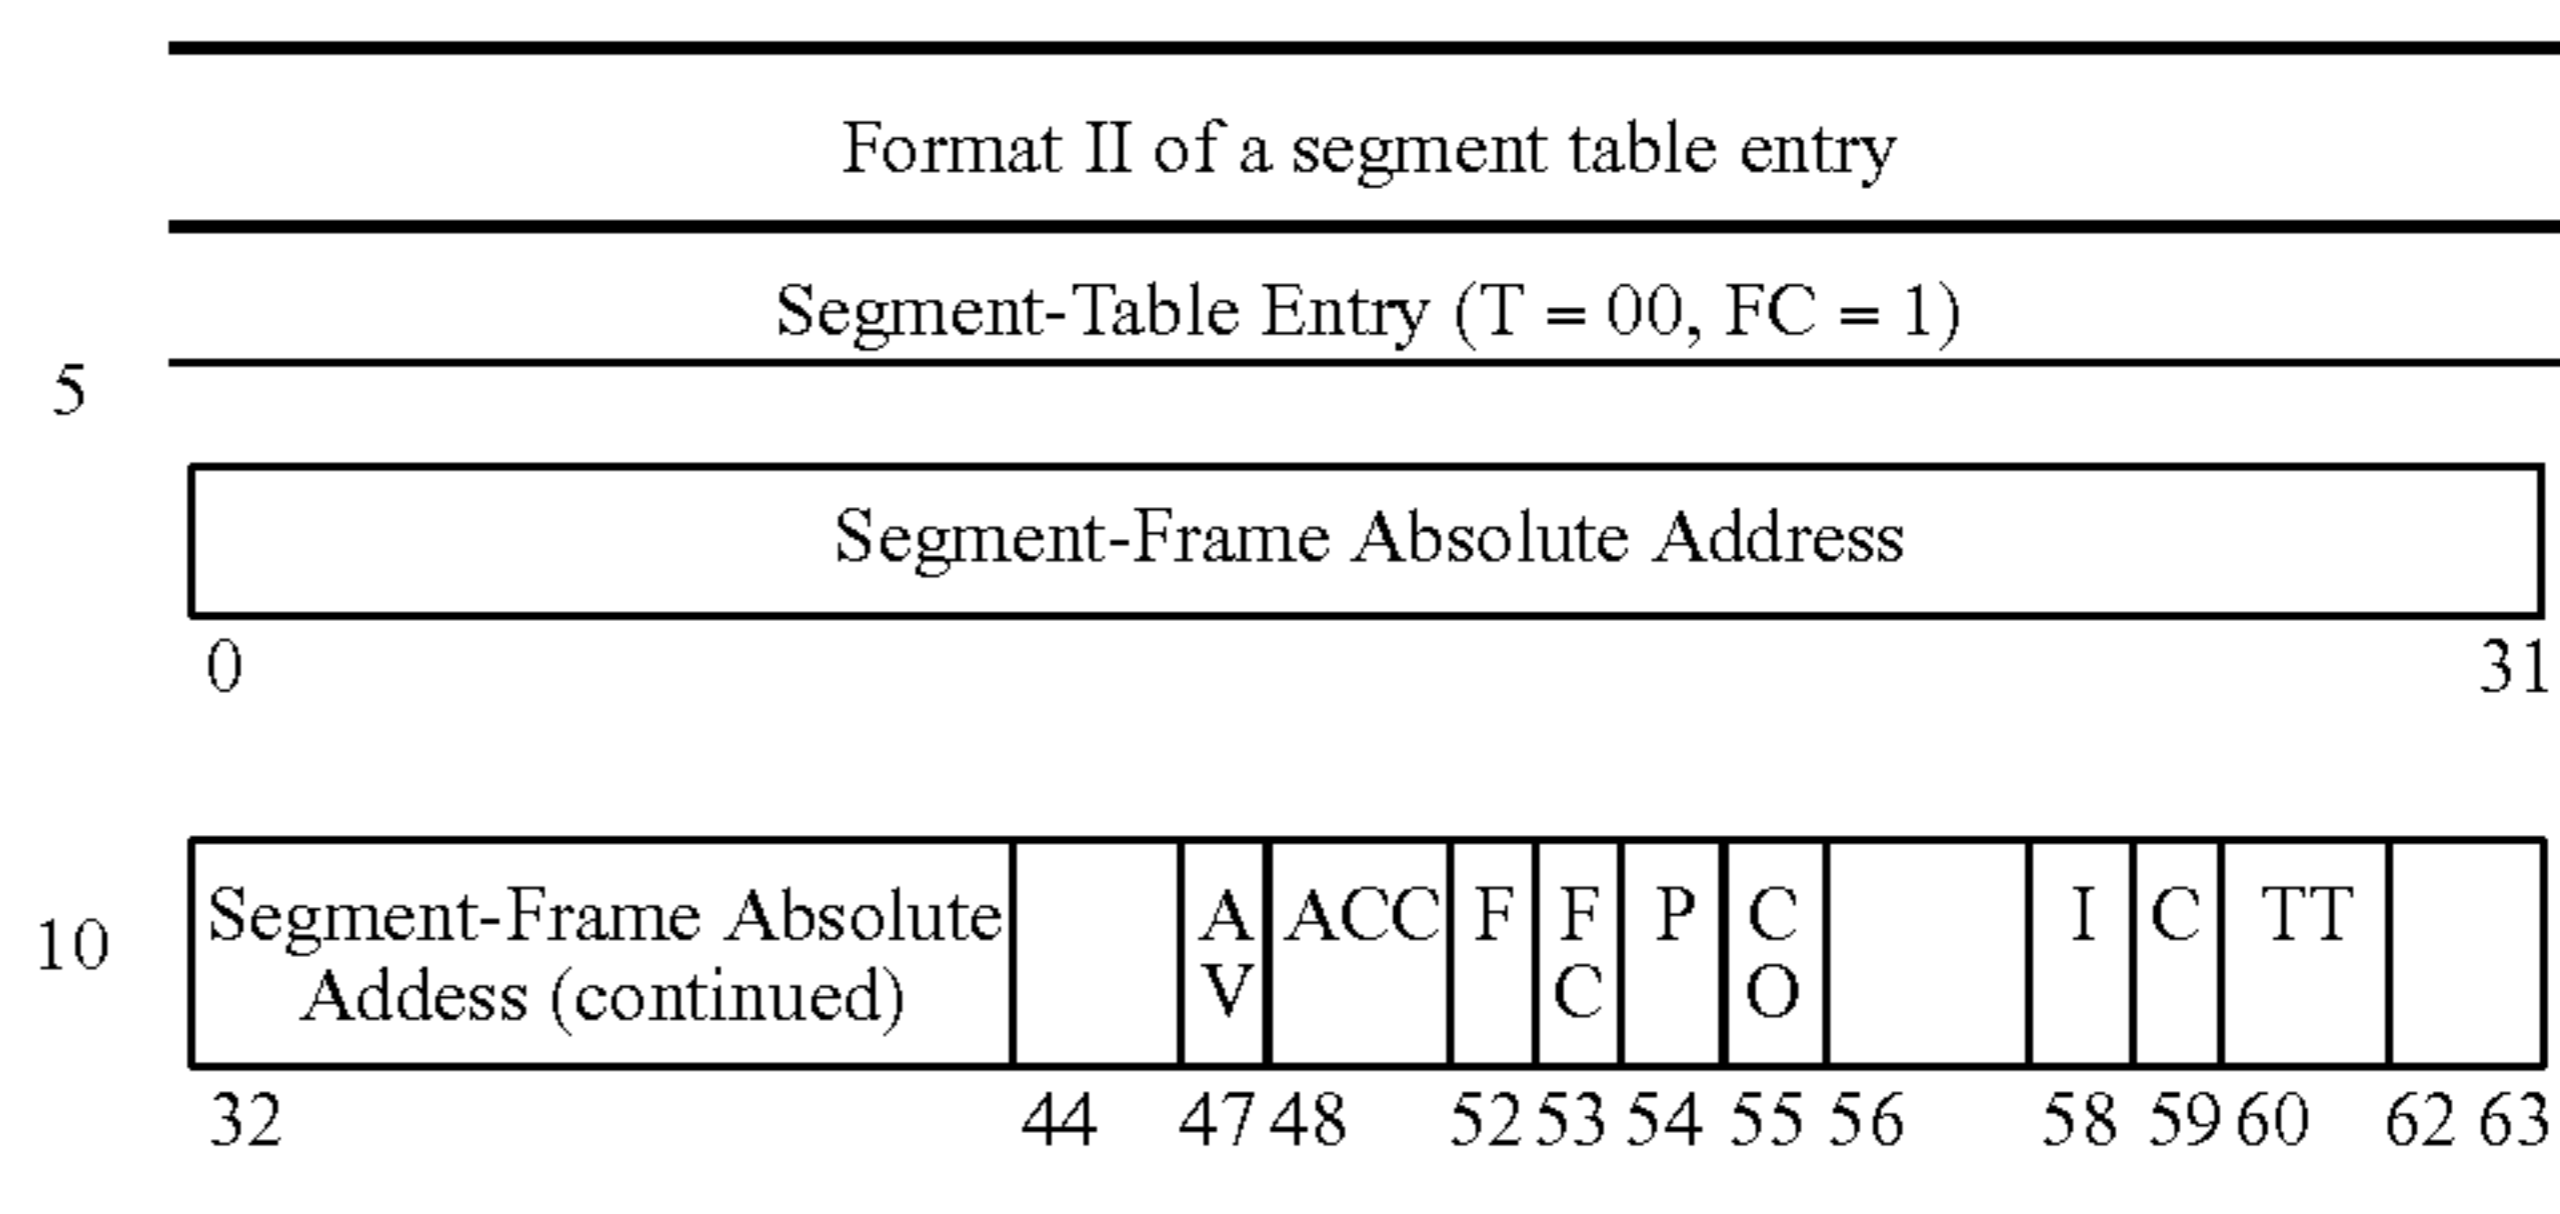 Format II of a segment table entry
Segment-Table Entry (T = 00, FC = 1)
5
Segment-Frame Absolute Address
0 31
10
Segment-Frame Absolute Addess (continued) A V ACC F F C P C O I C TT
32 44 47 48 52 53 54 55 56 58 59 60 62 63